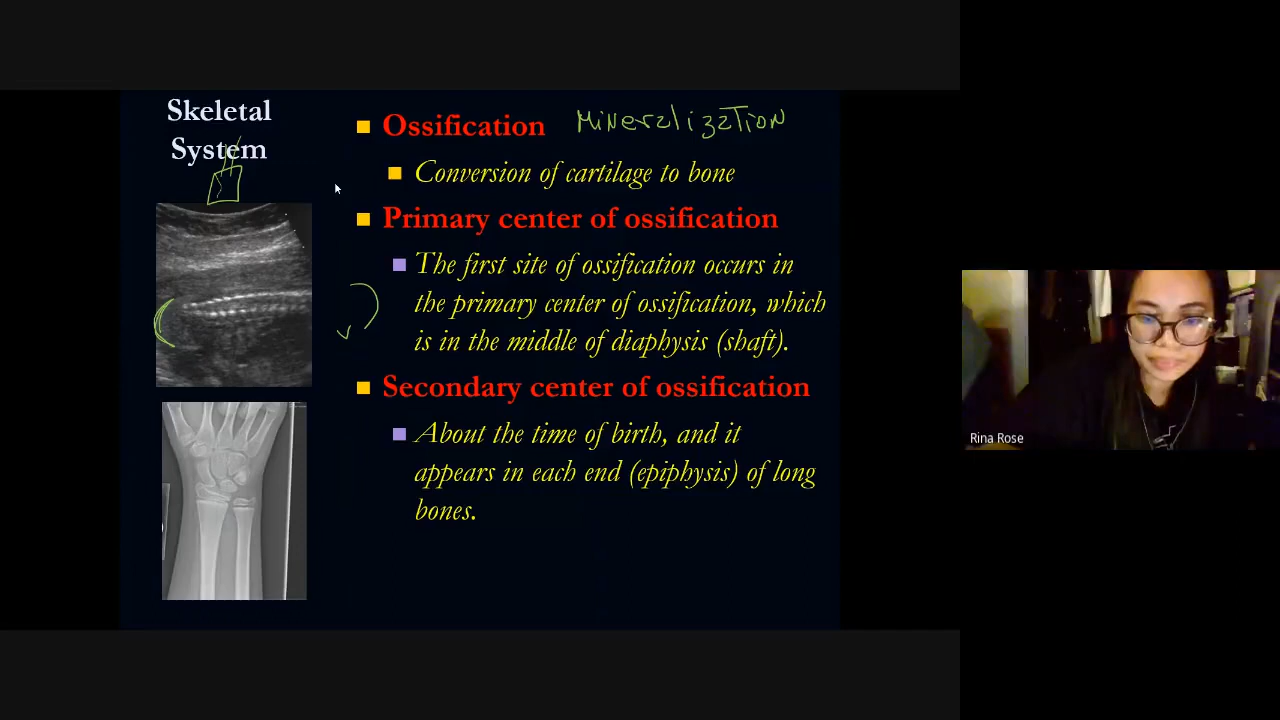 Skeletal
System
Ossification Mineralization
Conversion of cartilage to bone
Primary center of ossification
The first site of ossification occurs in
the primary center of ossification, which
is in the middle of diaphysis (shaft).
Secondary center of ossification
About the time of birth, and it
appears in each end (epiphysis) of long
bones.
Rina Rose